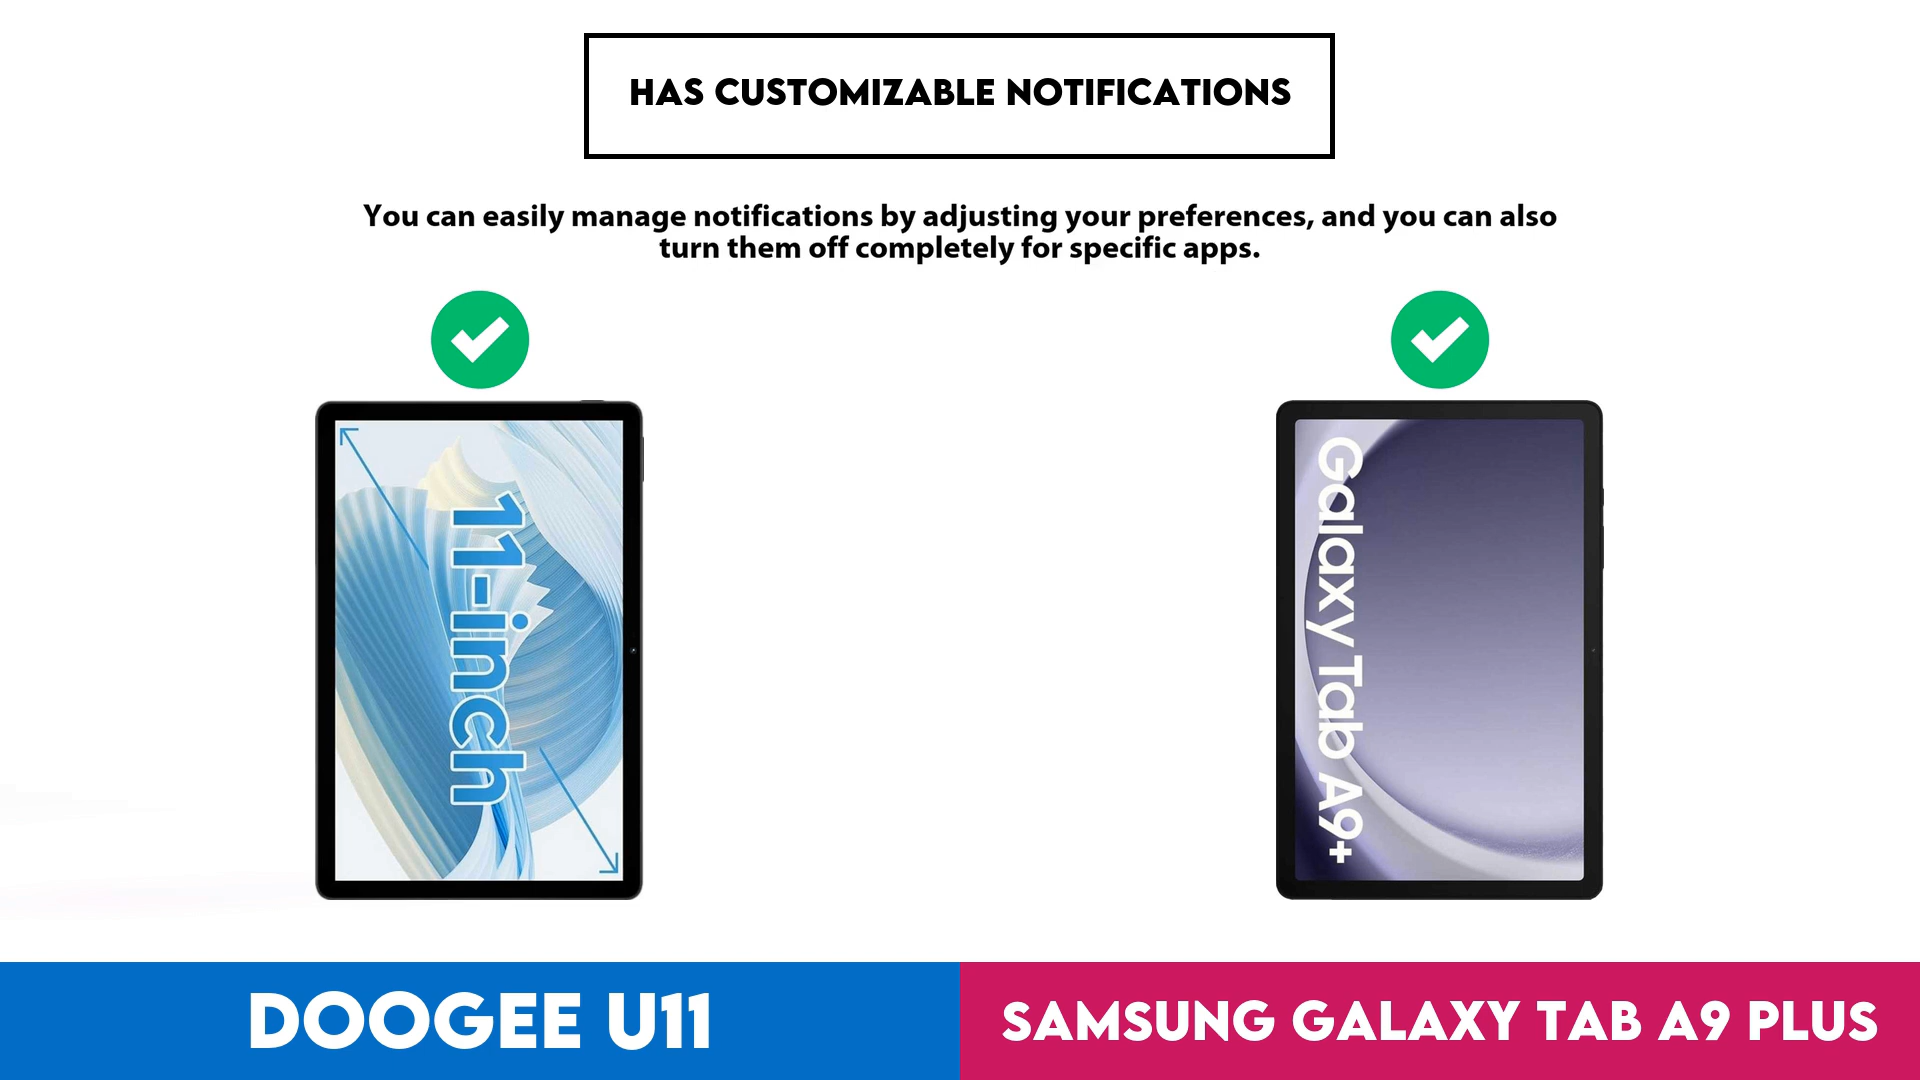 HAS CUSTOMIZABLE NOTIFICATIONS
You can easily manage notifications by adjusting your preferences, and you can also
turn them off completely for specific apps.
11-inch
Galaxy Tab A9+
DOOGEE U11
SAMSUNG GALAXY TAB A9 PLUS